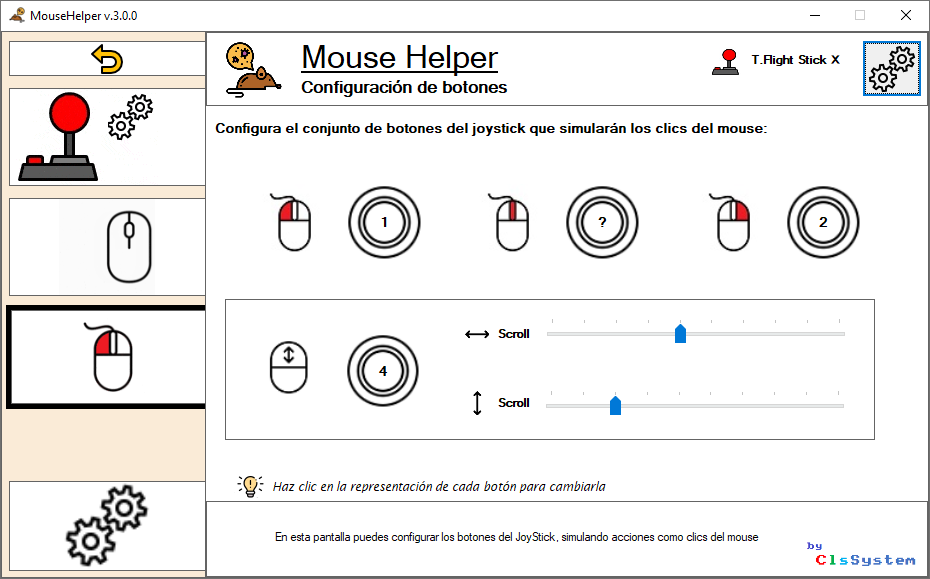 MouseHelper v.3.0.0
Mouse Helper
Configuración de botones
T.Flight Stick X
Configura el conjunto de botones del joystick que simularán los clics del mouse:
1
?
2
4
Scroll
Scroll
Haz clic en la representación de cada botón para cambiarla
En esta pantalla puedes configurar los botones del JoyStick, simulando acciones como clics del mouse
by
ClsSystem